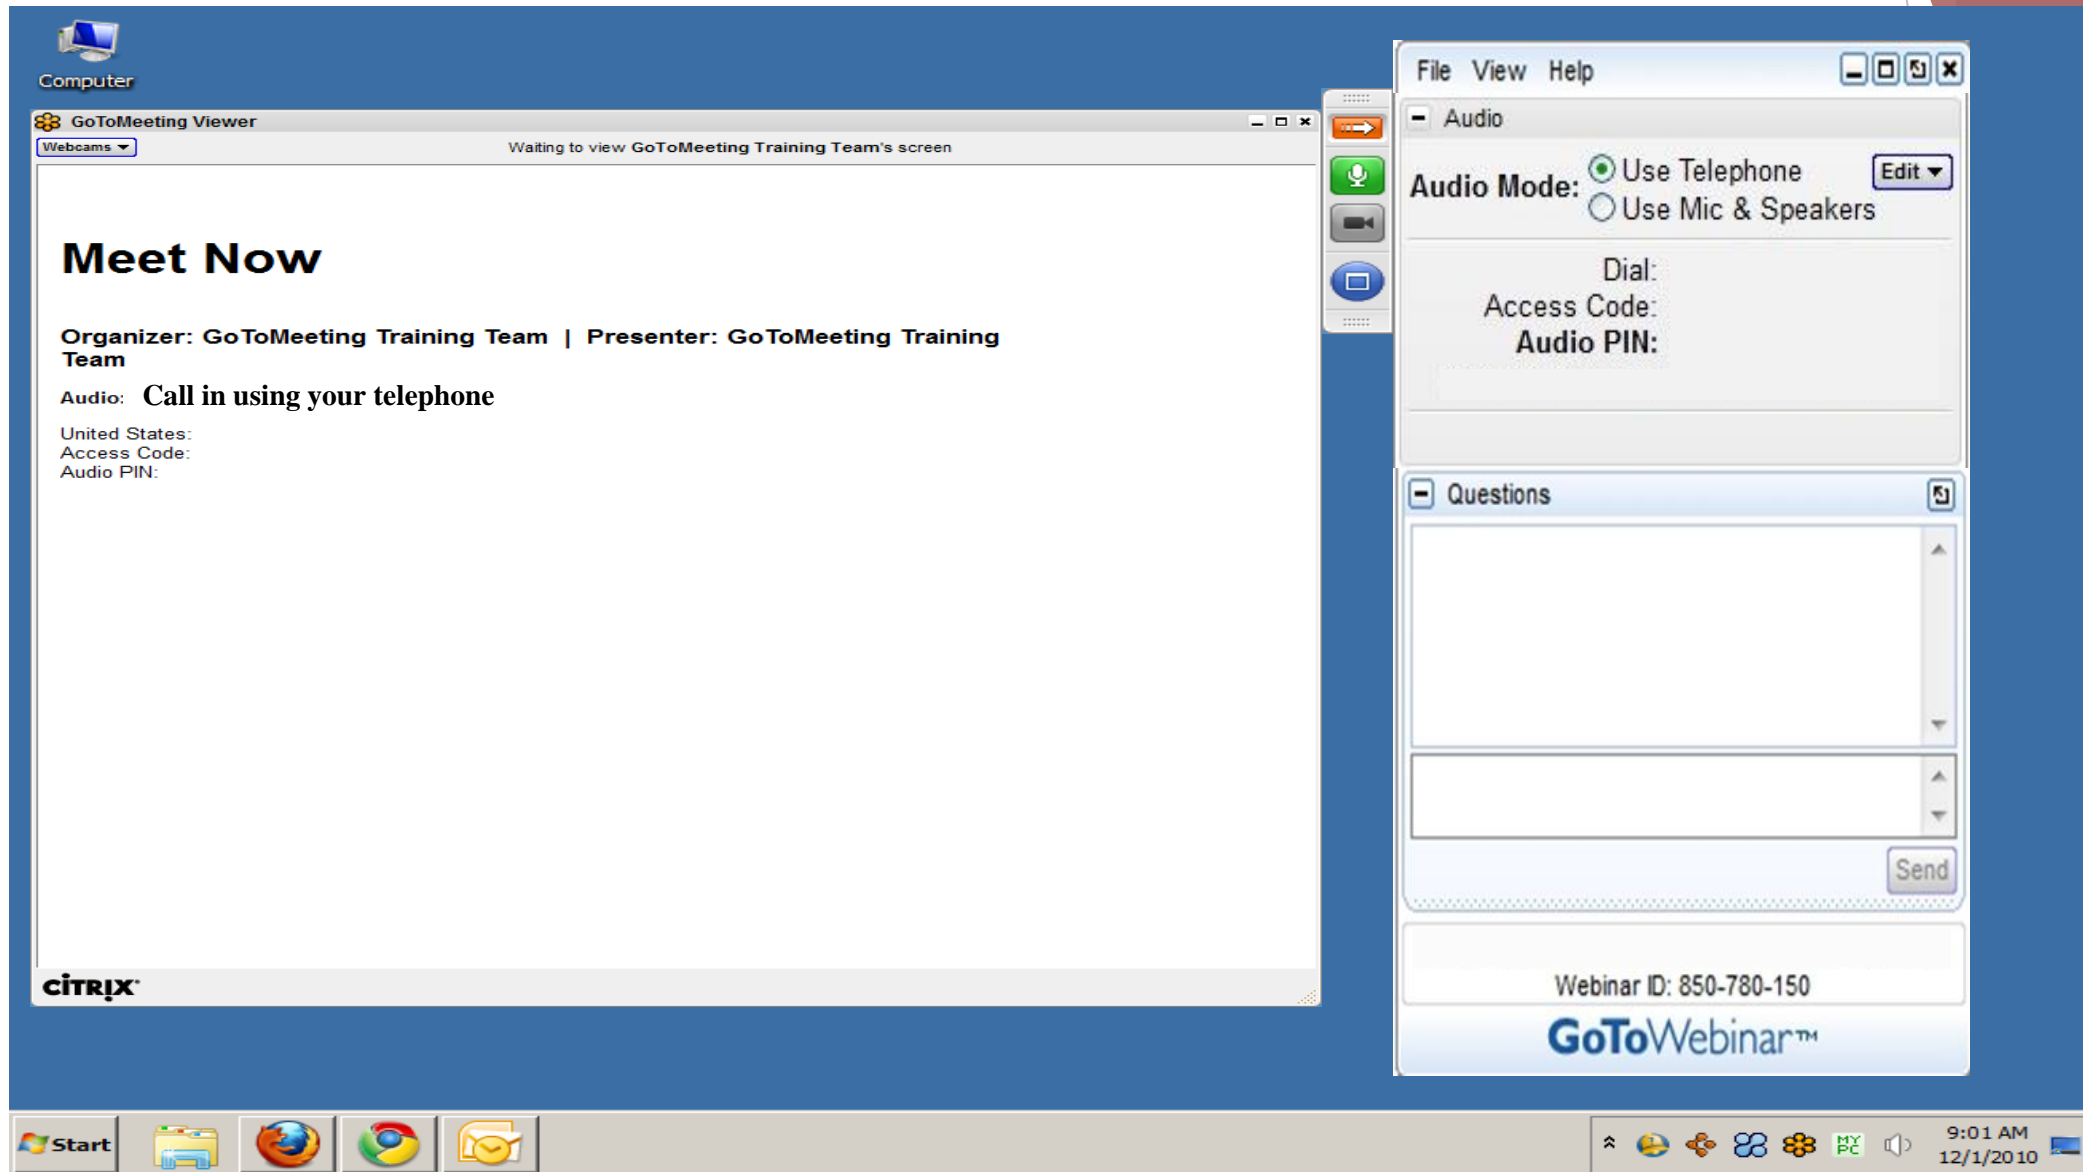 Computer
GoToMeeting Viewer
Webcams
Waiting to view GoToMeeting Training Team's screen
Meet Now
Organizer: GoToMeeting Training Team | Presenter: GoToMeeting Training
Team
Audio: Call in using your telephone
United States:
Access Code:
Audio PIN:
CITRIX
File View Help
Audio
Audio Mode: Use Telephone
Edit
Use Mic & Speakers
Dial:
Access Code:
Audio PIN:
Questions
Send
Webinar ID: 850-780-150
GoToWebinar™
Start
MY
PC
9:01 AM
12/1/2010